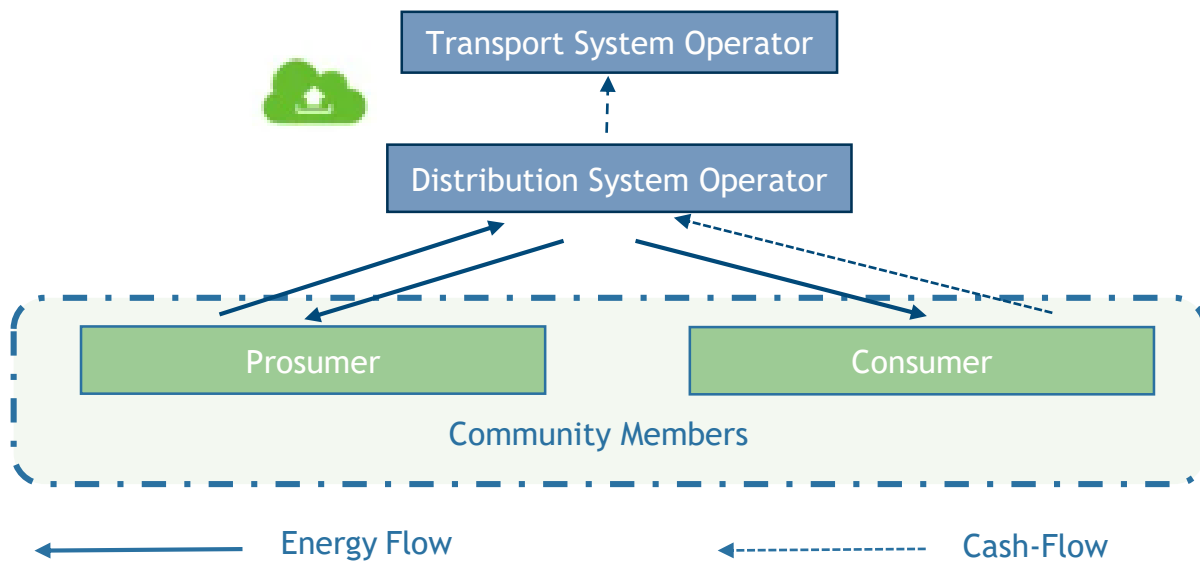 Transport System Operator
Distribution System Operator
Prosumer
Consumer
Community Members
Energy Flow
Cash-Flow